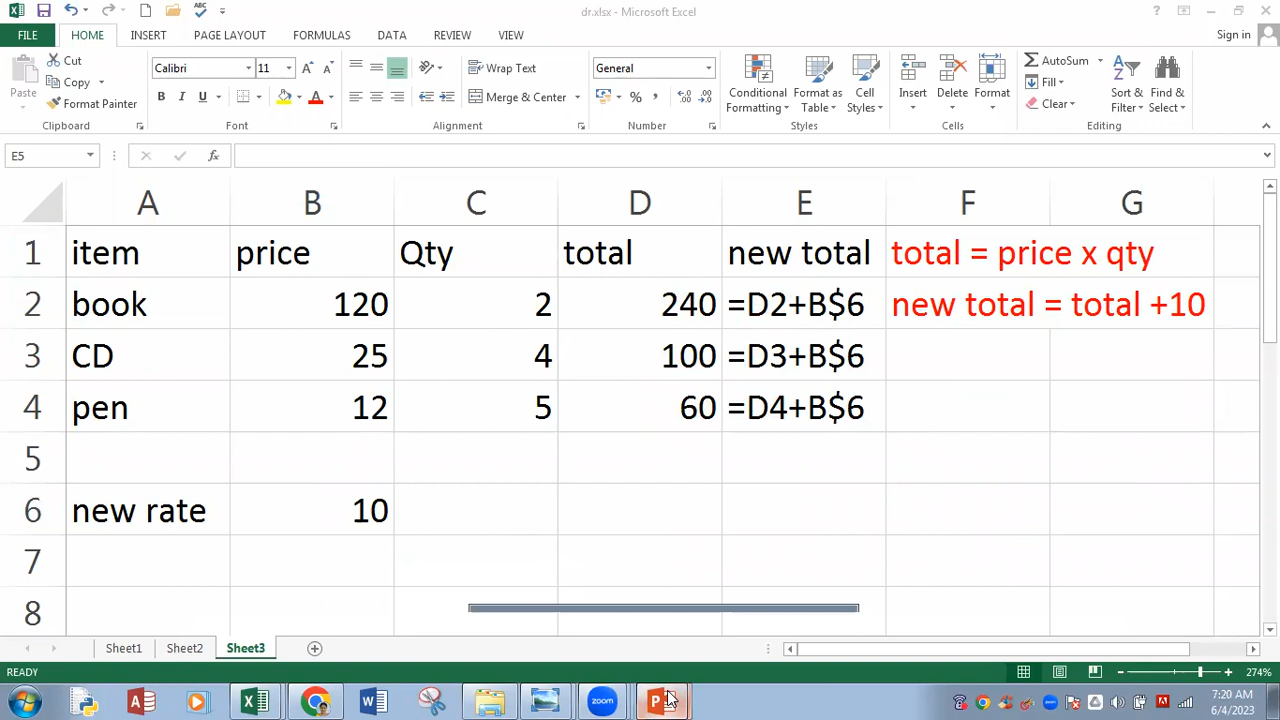 dr.xlsx - Microsoft Excel
FILE HOME INSERT PAGE LAYOUT FORMULAS DATA REVIEW VIEW Sign in
Paste Cut Copy Format Painter Clipboard
Calibri 11 B I U A Font
Wrap Text Merge & Center Alignment
General % , Number
Conditional Formatting Format as Table Cell Styles Styles
Insert Delete Format Cells
AutoSum Fill Clear Sort & Filter Find & Select Editing
E5 fx
A B C D E F G
1 item price Qty total new total total = price x qty
2 book 120 2 240 =D2+B$6 new total = total +10
3 CD 25 4 100 =D3+B$6
4 pen 12 5 60 =D4+B$6
5
6 new rate 10
7
8
Sheet1 Sheet2 Sheet3
READY 274%
zoom 7:20 AM
6/4/2023